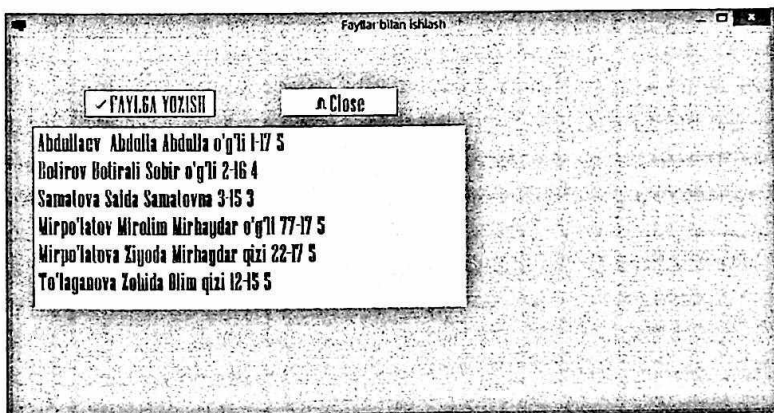 Fayllar bilan ishlash
FAYLGA YOZISH
Close
Abdullaev Abdulla Abdulla o'g'li 1-17 5
Botirov Botirali Sobir o'g'li 2-16 4
Samatova Saida Samatovna 3-15 3
Mirpo'latov Mirolim Mirhaydar o'g'li 77-17 5
Mirpo'latova Ziyoda Mirhaydar qizi 22-17 5
To'laganova Zohida Olim qizi 12-15 5